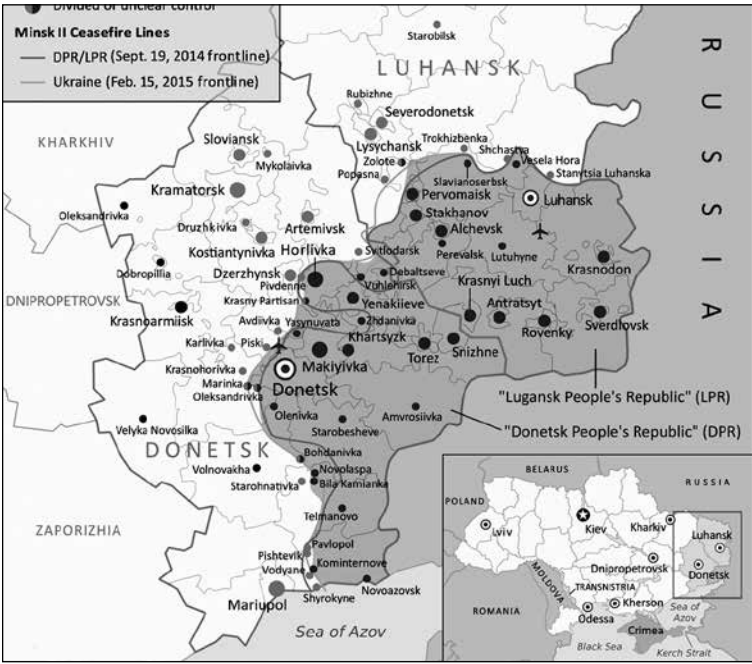 Divided or unclear control
Minsk II Ceasefire Lines
DPR/LPR (Sept. 19, 2014 frontline)
Ukraine (Feb. 15, 2015 frontline)
RUSSIA
LUHANSK
Starobilsk
KHARKHIV
Rubizhne
Severodonetsk
Sloviansk
Lysychansk
Trokhizbenka
Shchastya
Mykolaivka
Zolote
Vesela Hora
Popasna
Stanytsia Luhanska
Slavianoserbsk
Kramatorsk
Pervomaisk
Luhansk
Oleksandrivka
Stakhanov
Druzhkivka
Artemivsk
Alchevsk
Kostiantynivka
Horlivka
Svitlodarsk
Perevalsk
Lutuhyne
Dobropillia
Dzerzhynsk
Debaltseve
Krasnodon
Pivdenne
Vuhlehirsk
DNIPROPETROVSK
Krasny Partisan
Yenakiieve
Krasnyi Luch
Krasnoarmiisk
Antratsyt
Sverdlovsk
Avdiivka
Yasynuvata
Zhdanivka
Rovenky
Karlivka
Piski
Khartsyzk
Makiyivka
Torez
Snizhne
Krasnohorivka
Marinka
Donetsk
Oleksandrivka
"Lugansk People's Republic" (LPR)
Olenivka
Amvrosiivka
Velyka Novosilka
Starobesheve
"Donetsk People's Republic" (DPR)
DONETSK
Bohdanivka
Volnovakha
Novolaspa
Starohnativka
Bila Kamianka
Telmanovo
ZAPORIZHIA
Pavlopol
Pishtevik
Kominternove
Vodyane
Novoazovsk
Mariupol
Shyrokyne
Sea of Azov
BELARUS
RUSSIA
POLAND
Lviv
Kiev
Kharkiv
Luhansk
Dnipropetrovsk
Donetsk
MOLDOVA
TRANSNISTRIA
ROMANIA
Kherson
Odessa
Sea of
Azov
Crimea
Black Sea
Kerch Strait